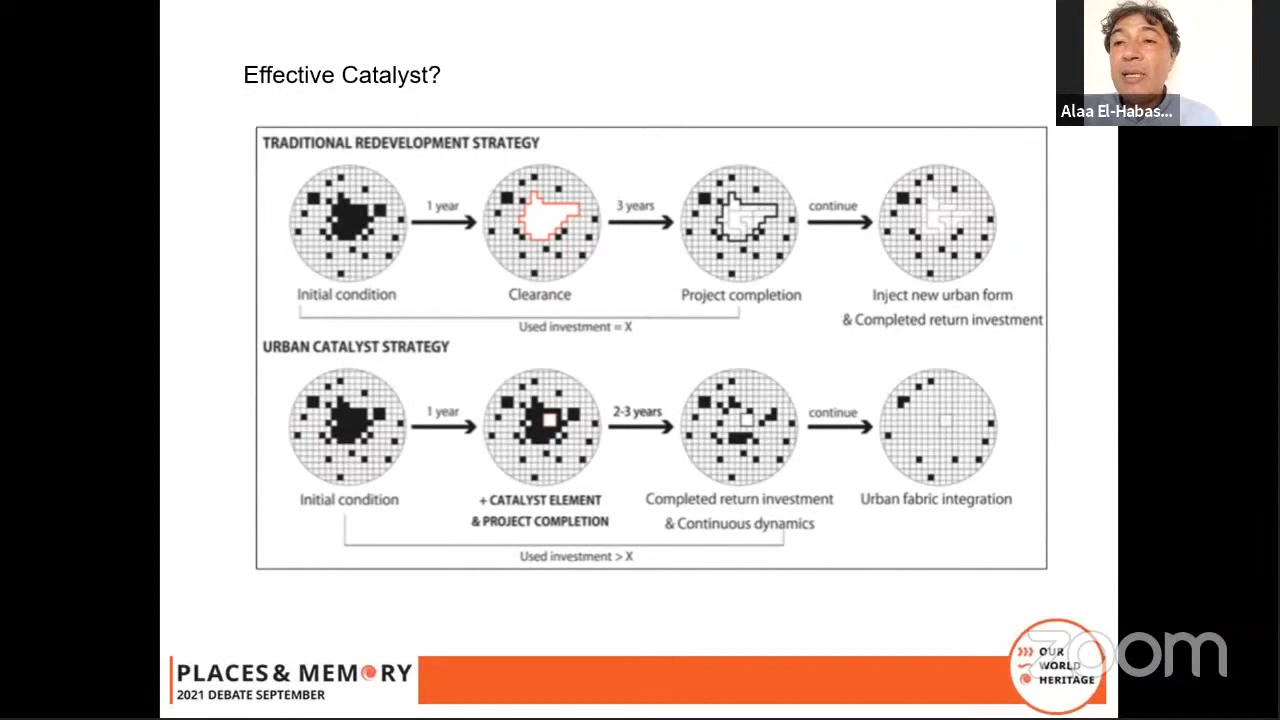 Effective Catalyst?
Alaa El-Habas...
TRADITIONAL REDEVELOPMENT STRATEGY
1 year
3 years
continue
Initial condition
Clearance
Project completion
Inject new urban form
& Completed return investment
Used investment = X
URBAN CATALYST STRATEGY
1 year
2-3 years
continue
Initial condition
+ CATALYST ELEMENT
& PROJECT COMPLETION
Completed return investment
& Continuous dynamics
Urban fabric integration
Used investment > X
PLACES & MEMORY
2021 DEBATE SEPTEMBER
OUR
WORLD
HERITAGE
zoom